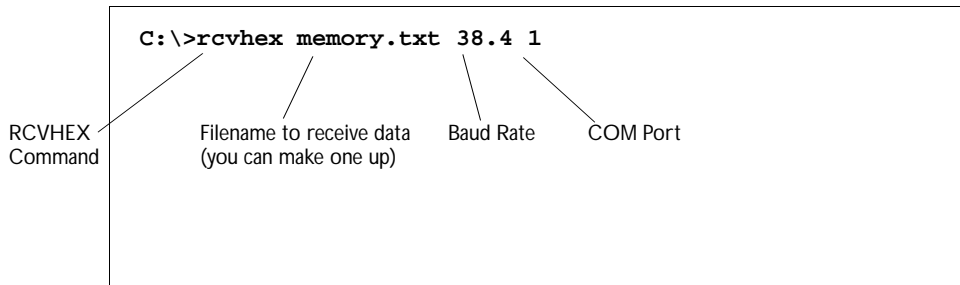 C:\>rcvhex memory.txt 38.4 1
RCVHEX
Command
Filename to receive data
(you can make one up)
Baud Rate
COM Port